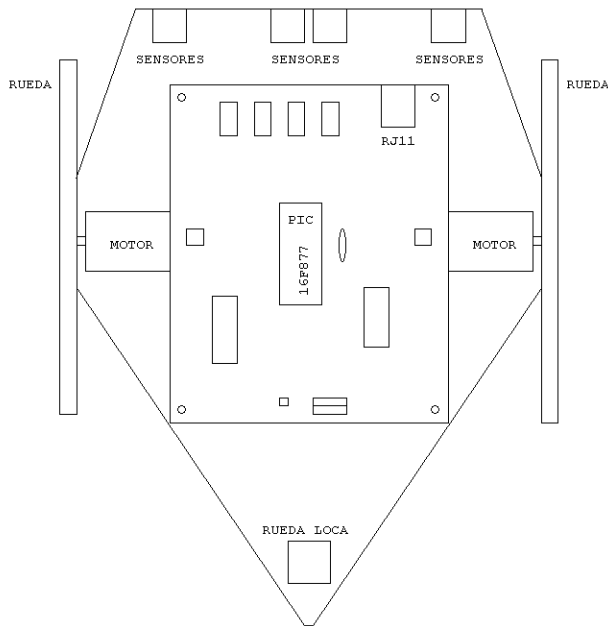 SENSORES
SENSORES
SENSORES
RUEDA
RUEDA
RJ11
PIC
16F877
MOTOR
MOTOR
RUEDA LOCA